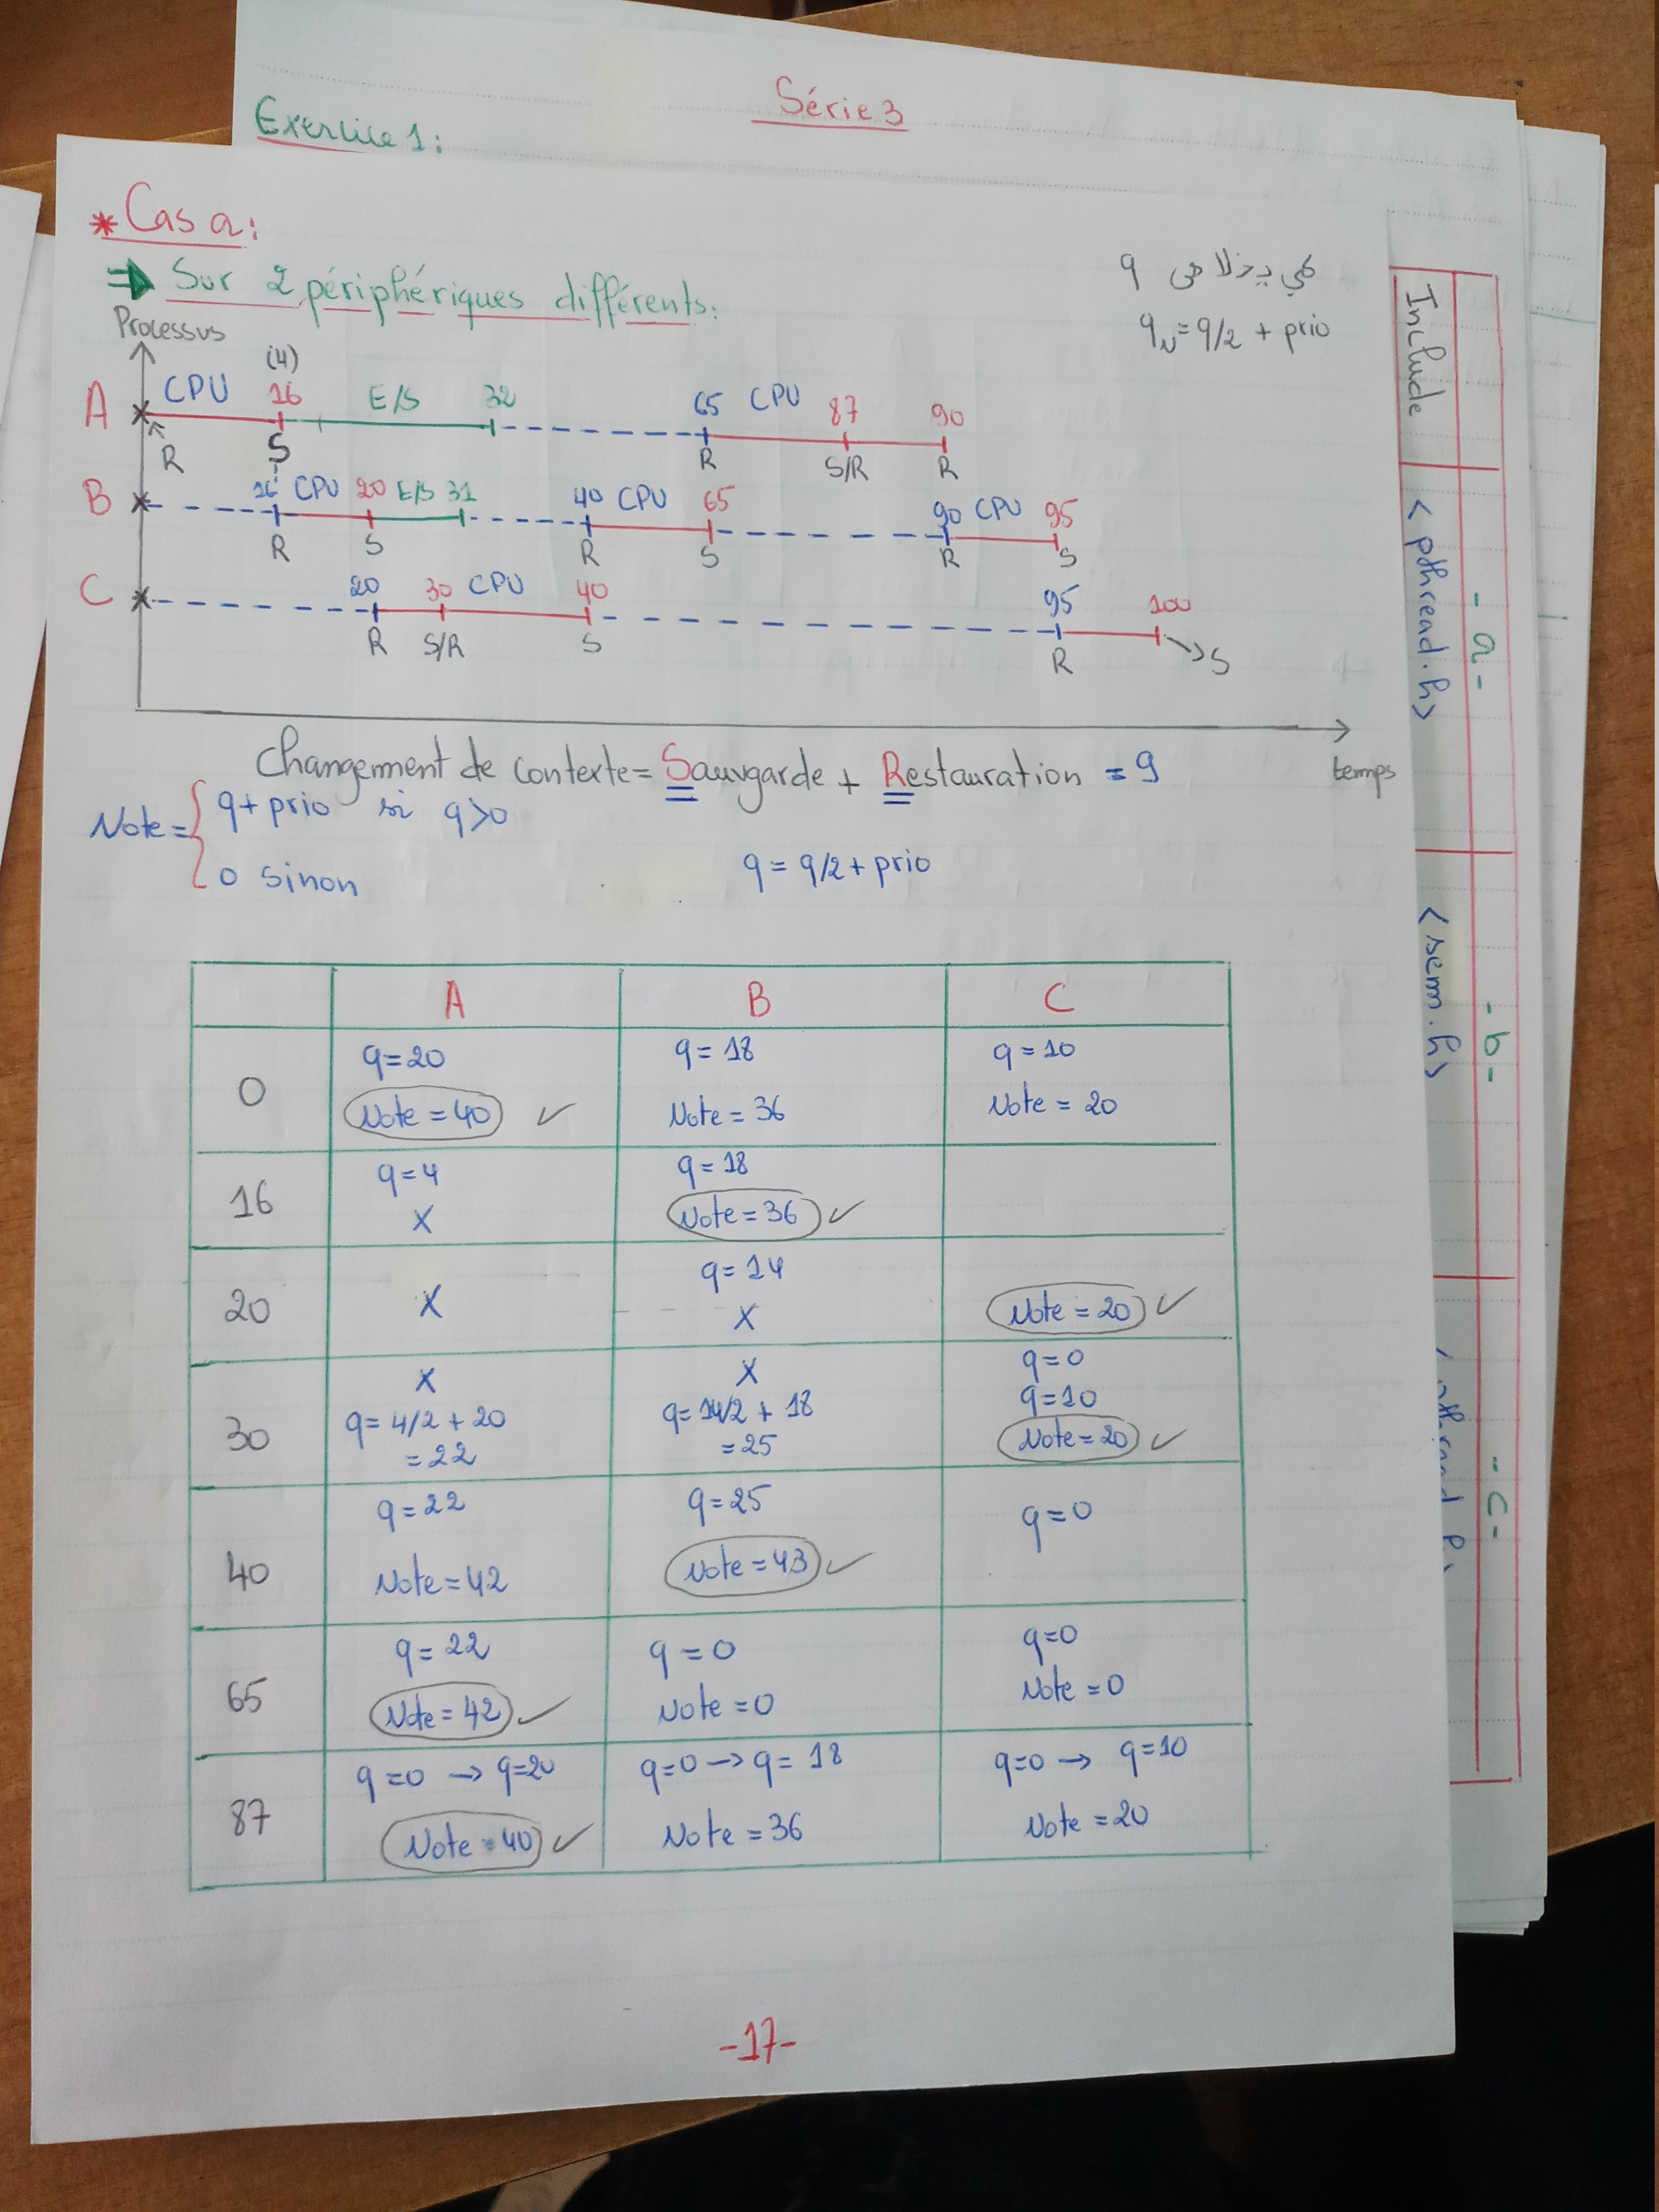 Série 3
Exercice 1:
* Cas a:
→ Sur 2 périphériques différents:
q
qN = q/2 + prio
Processus
A CPU (4) 16 E/S 32 65 CPU 87 90
R S R S/R R
B 16 CPU 20 E/S 31 40 CPU 65 90 CPU 95
R S R S R S
C 20 30 CPU 40 95 100
R S/R S R → S
temps
Changement de contexte = Sauvgarde + Restauration = 9
Note = { q + prio si q > 0
0 sinon
q = q/2 + prio
A B C
0 q=20 q=18 q=10
Note = 40 ✓ Note = 36 Note = 20
16 q=4 q=18
X Note = 36 ✓
20 X q=14
X Note = 20 ✓
30 X X q=0
q= 4/2 + 20 q= 14/2 + 18 q=10
= 22 = 25 Note = 20 ✓
40 q=22 q=25 q=0
Note = 42 Note = 43 ✓
65 q=22 q=0 q=0
Note = 42 ✓ Note = 0 Note = 0
87 q=0 → q=20 q=0 → q=18 q=0 → q=10
Note = 40 ✓ Note = 36 Note = 20
-17-
Include
<pthread.h>
<sem.h>
-a-
-b-
-c-